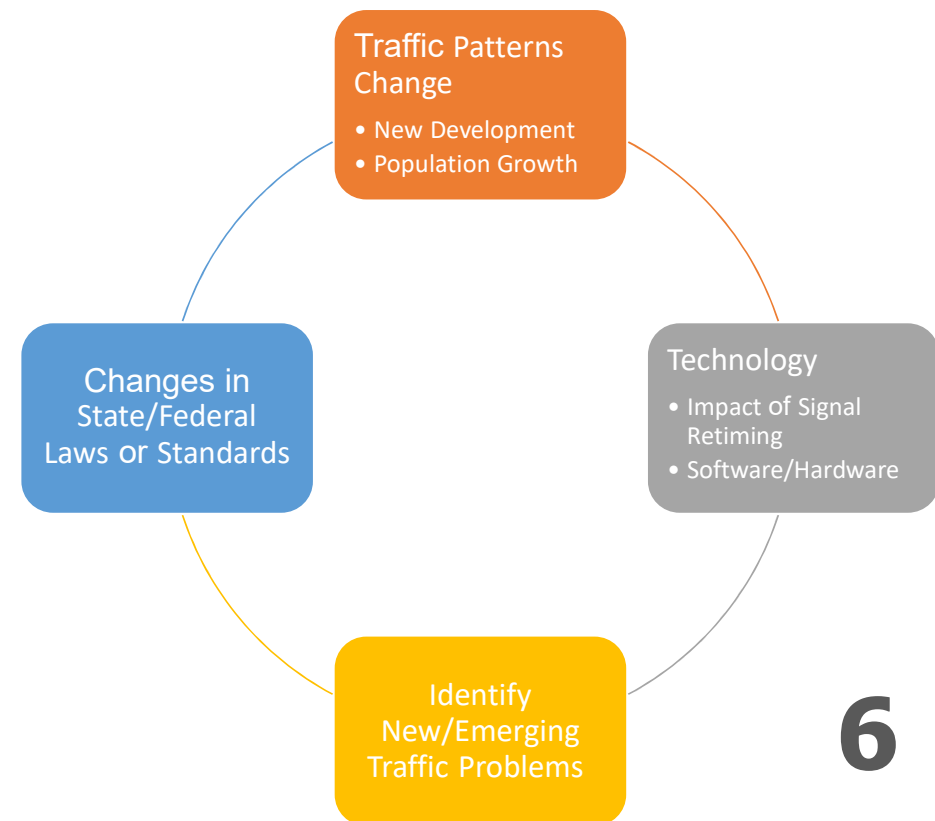 Traffic Patterns
Change
• New Development
• Population Growth
Technology
• Impact of Signal
Retiming
• Software/Hardware
Identify
New/Emerging
Traffic Problems
Changes in
State/Federal
Laws or Standards
6